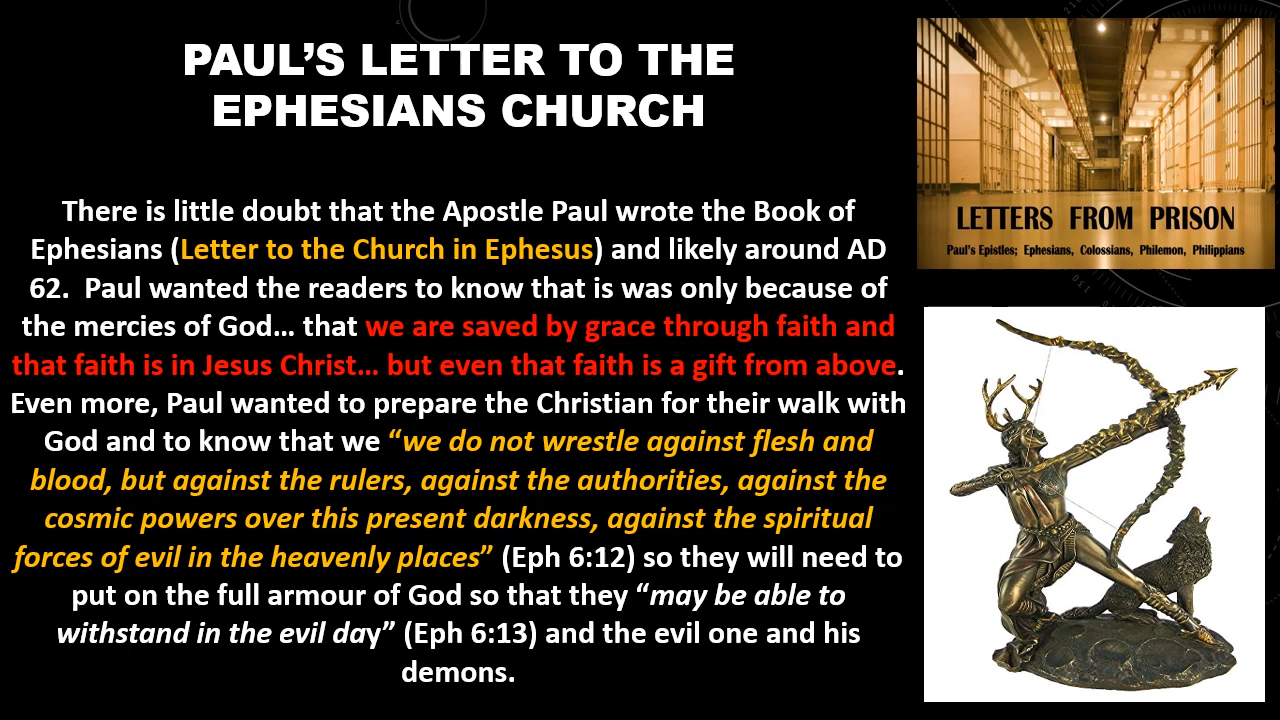 PAUL’S LETTER TO THE
EPHESIANS CHURCH
There is little doubt that the Apostle Paul wrote the Book of
Ephesians (Letter to the Church in Ephesus) and likely around AD
62.  Paul wanted the readers to know that is was only because of
the mercies of God… that we are saved by grace through faith and
that faith is in Jesus Christ… but even that faith is a gift from above.
Even more, Paul wanted to prepare the Christian for their walk with
God and to know that we “we do not wrestle against flesh and
blood, but against the rulers, against the authorities, against the
cosmic powers over this present darkness, against the spiritual
forces of evil in the heavenly places” (Eph 6:12) so they will need to
put on the full armour of God so that they “may be able to
withstand in the evil day” (Eph 6:13) and the evil one and his
demons.
LETTERS FROM PRISON
Paul's Epistles; Ephesians, Colossians, Philemon, Philippians